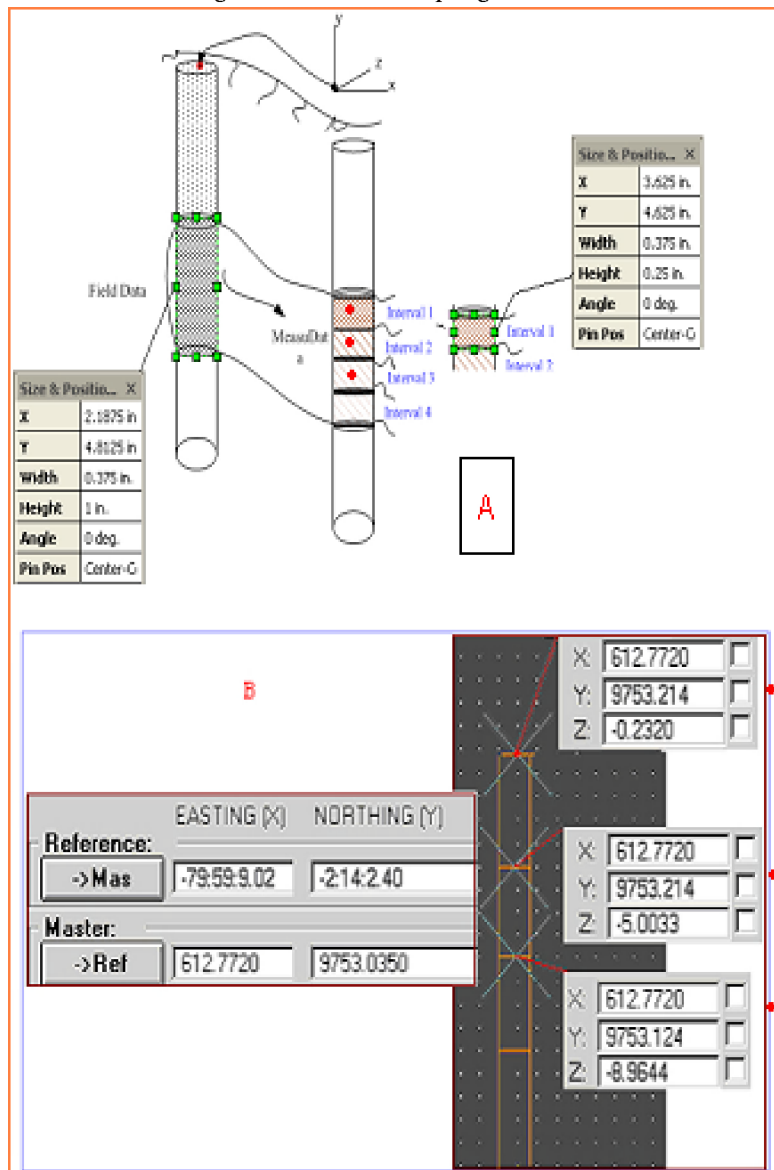 y
z
x
Size & Positio... X
X 3.625 in.
Y 4.625 in.
Width 0.375 in.
Height 0.25 in.
Angle 0 deg.
Pin Pos Center-C
Field Data
MeasuDat
a
Interval 1
Interval 2
Interval 3
Interval 4
Interval 1
Interval 2
Size & Positio... X
X 2.1875 in
Y 4.8125 in
Width 0.375 in.
Height 1 in.
Angle 0 deg.
Pin Pos Center-C
A
B
X: 612.7720
Y: 9753.214
Z: -0.2320
EASTING (X) NORTHING (Y)
Reference:
->Mas -79:59:9.02 -2:14:2.40
Master:
->Ref 612.7720 9753.0350
X: 612.7720
Y: 9753.214
Z: -5.0033
X: 612.7720
Y: 9753.124
Z: -8.9644